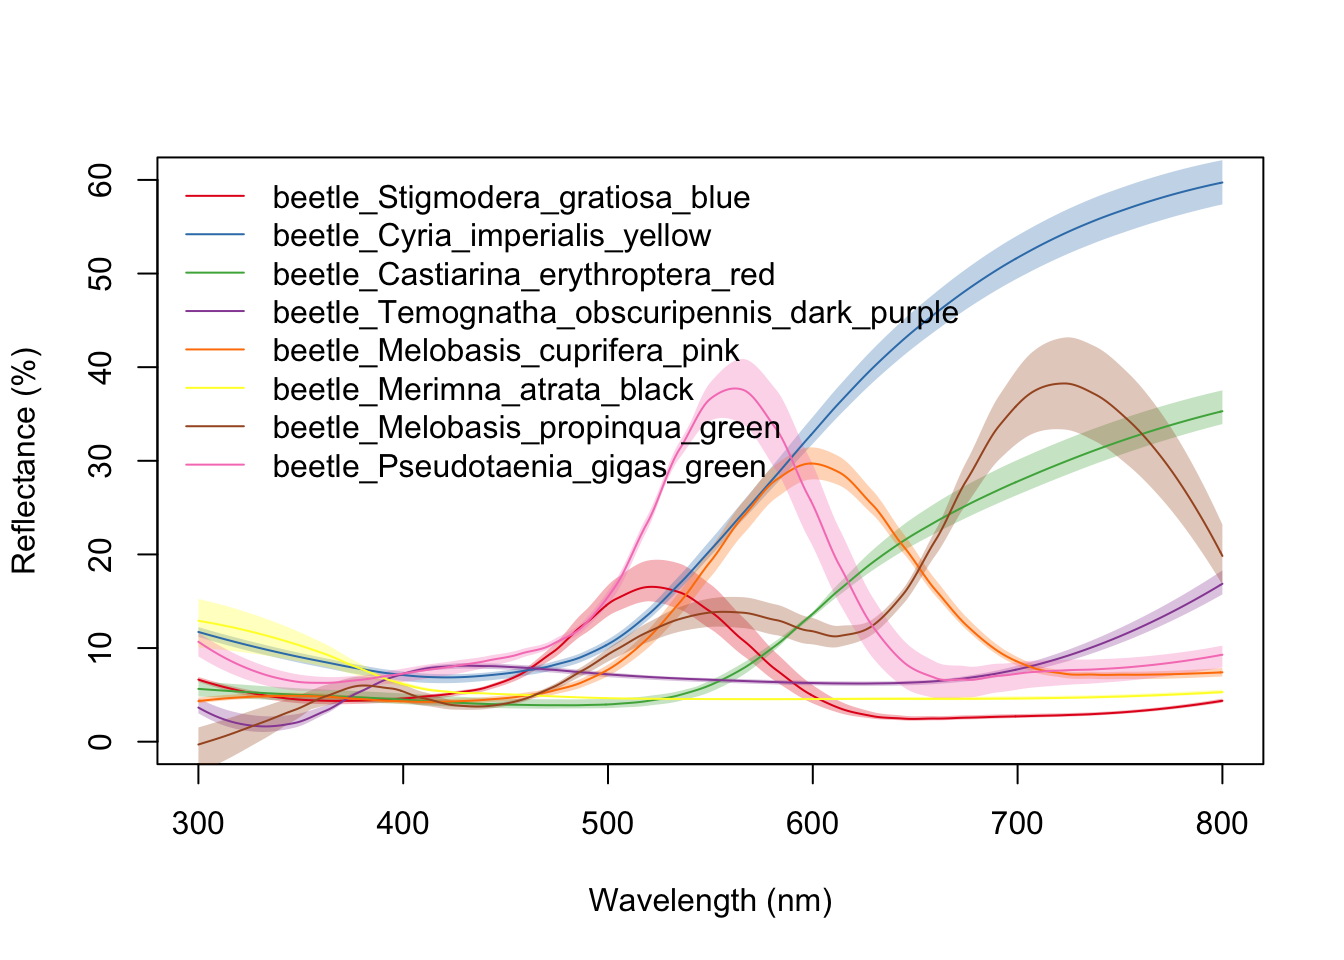 60
50
40
30
20
10
0
Reflectance (%)
beetle_Stigmodera_gratiosa_blue
beetle_Cyria_imperialis_yellow
beetle_Castiarina_erythroptera_red
beetle_Temognatha_obscuripennis_dark_purple
beetle_Melobasis_cuprifera_pink
beetle_Merimna_atrata_black
beetle_Melobasis_propinqua_green
beetle_Pseudotaenia_gigas_green
300 400 500 600 700 800
Wavelength (nm)